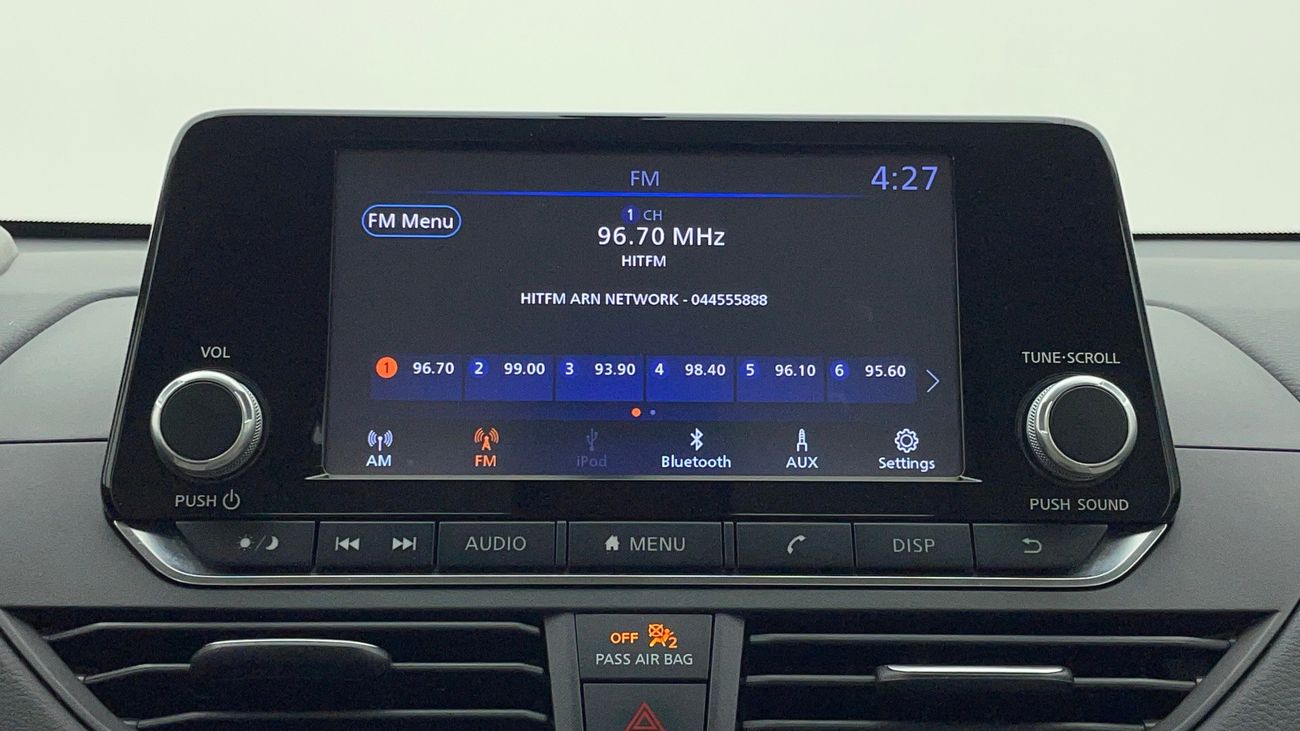 FM
4:27
FM Menu
1 CH
96.70 MHz
HITFM
HITFM ARN NETWORK - 044555888
1 96.70 2 99.00 3 93.90 4 98.40 5 96.10 6 95.60
AM FM iPod Bluetooth AUX Settings
VOL
PUSH
TUNE·SCROLL
PUSH SOUND
AUDIO MENU DISP
OFF 2
PASS AIR BAG